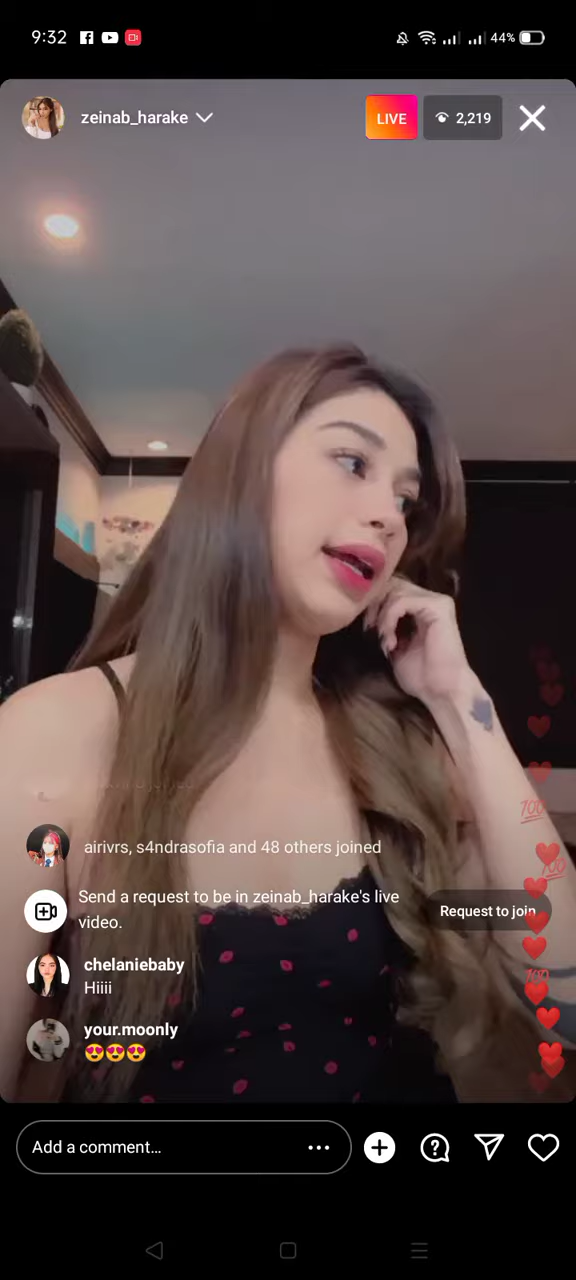 9:32
44%
zeinab_harake
LIVE
2,219
joined
airivrs, s4ndrasofia and 48 others joined
Send a request to be in zeinab_harake's live
video.
Request to join
chelaniebaby
Hiiii
your.moonly
😍😍😍
💯
💯
💯
Add a comment...